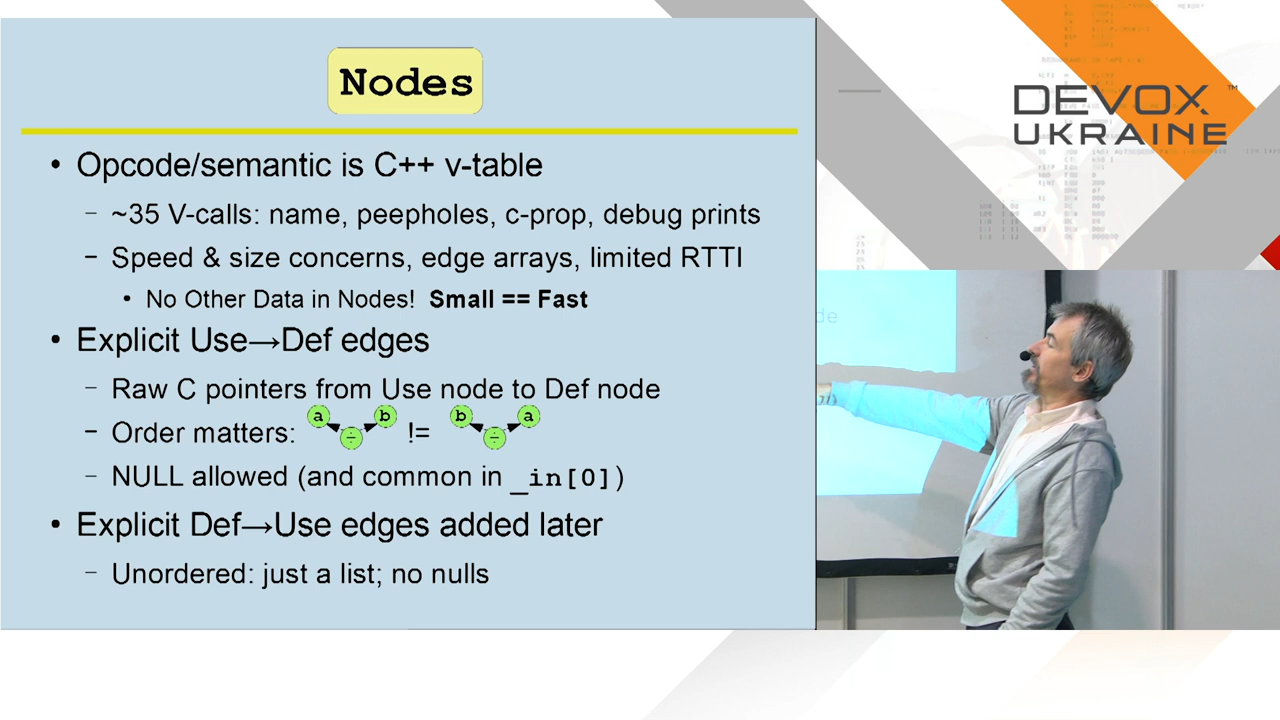 Nodes
• Opcode/semantic is C++ v-table
– ~35 V-calls: name, peepholes, c-prop, debug prints
– Speed & size concerns, edge arrays, limited RTTI
• No Other Data in Nodes! Small == Fast
• Explicit Use→Def edges
– Raw C pointers from Use node to Def node
– Order matters: a ÷ b != b ÷ a
– NULL allowed (and common in _in[0])
• Explicit Def→Use edges added later
– Unordered: just a list; no nulls
DEVOX™
UKRAINE
de